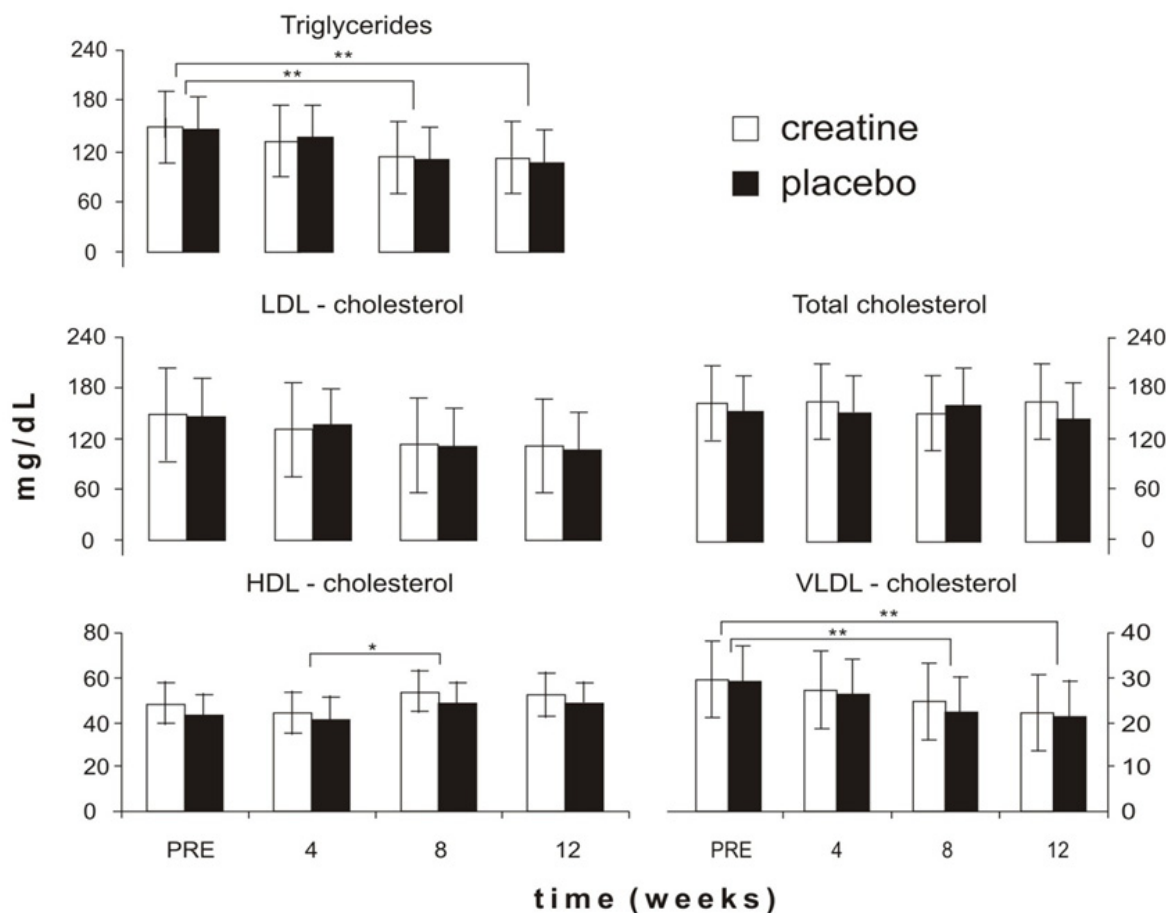 Triglycerides
240
180
120
60
0
**
**
creatine
placebo
LDL - cholesterol
240
180
120
60
0
Total cholesterol
240
180
120
60
0
mg/dL
HDL - cholesterol
80
60
40
20
0
*
PRE 4 8 12
VLDL - cholesterol
**
**
40
30
20
10
0
PRE 4 8 12
time (weeks)